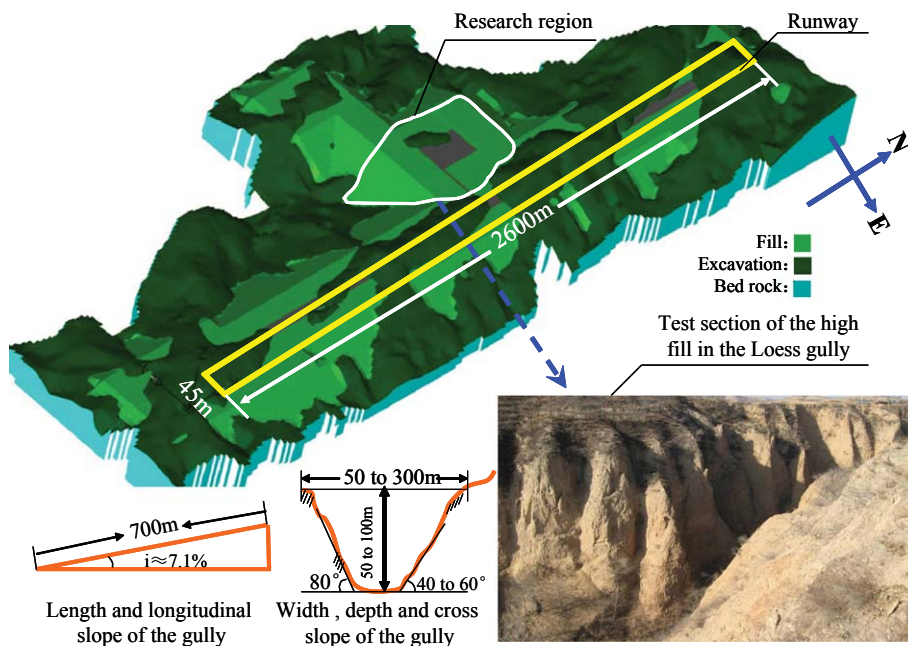 Research region
Runway
N
E
2600m
45m
Fill:
Excavation:
Bed rock:
Test section of the high
fill in the Loess gully
700m
i≈7.1%
Length and longitudinal
slope of the gully
50 to 300m
50 to 100m
80°
40 to 60°
Width , depth and cross
slope of the gully